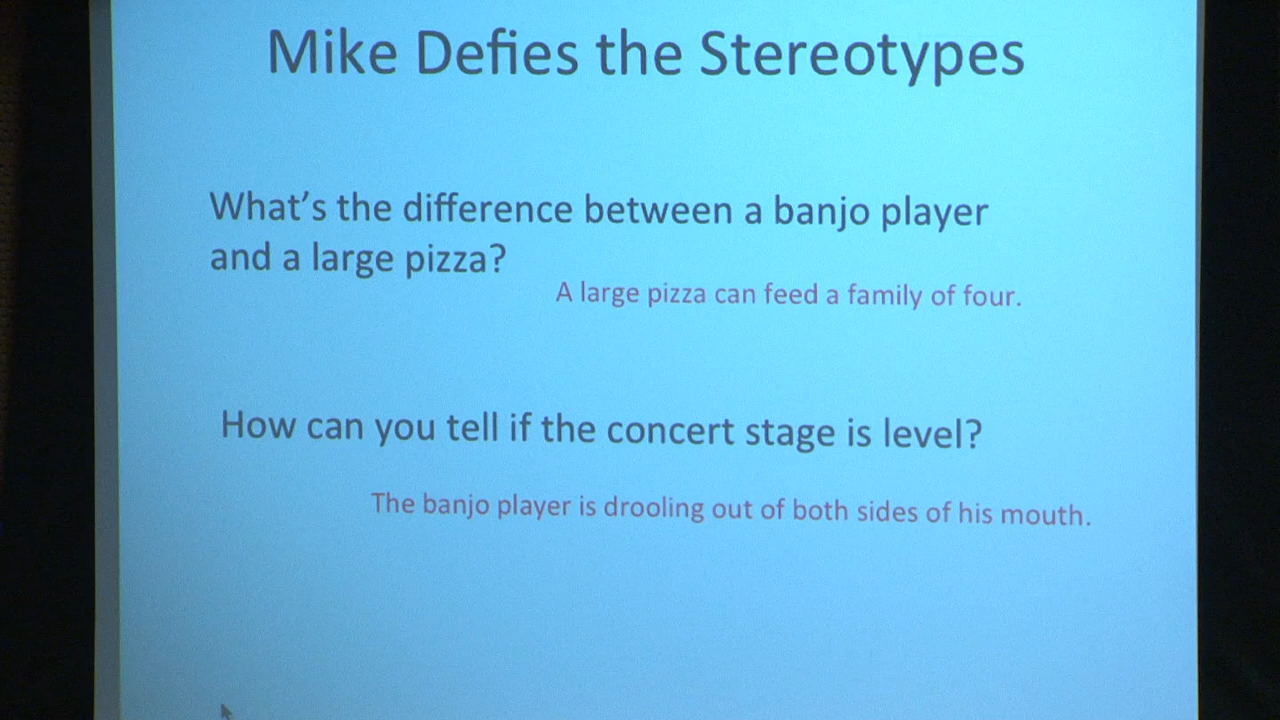 Mike Defies the Stereotypes
What’s the difference between a banjo player
and a large pizza?
A large pizza can feed a family of four.
How can you tell if the concert stage is level?
The banjo player is drooling out of both sides of his mouth.